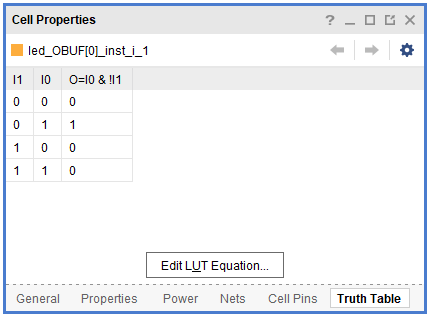 Cell Properties
led_OBUF[0]_inst_i_1
I1 I0 O=I0 & !I1
0 0 0
0 1 1
1 0 0
1 1 0
Edit LUT Equation...
General Properties Power Nets Cell Pins Truth Table